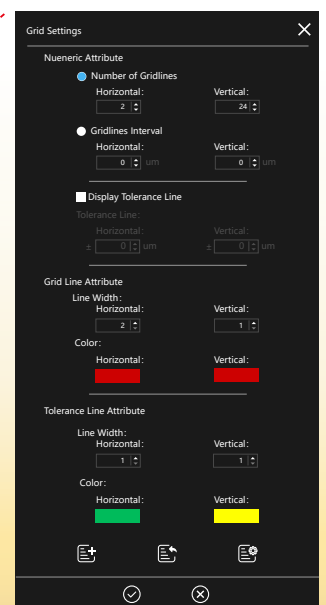 Grid Settings
Nueneric Attribute
Number of Gridlines
Horizontal: Vertical:
2 24
Gridlines Interval
Horizontal: Vertical:
0 um 0 um
Display Tolerance Line
Tolerance Line:
Horizontal: Vertical:
± 0 um ± 0 um
Grid Line Attribute
Line Width:
Horizontal: Vertical:
2 1
Color:
Horizontal: Vertical:
Tolerance Line Attribute
Line Width:
Horizontal: Vertical:
1 1
Color:
Horizontal: Vertical: